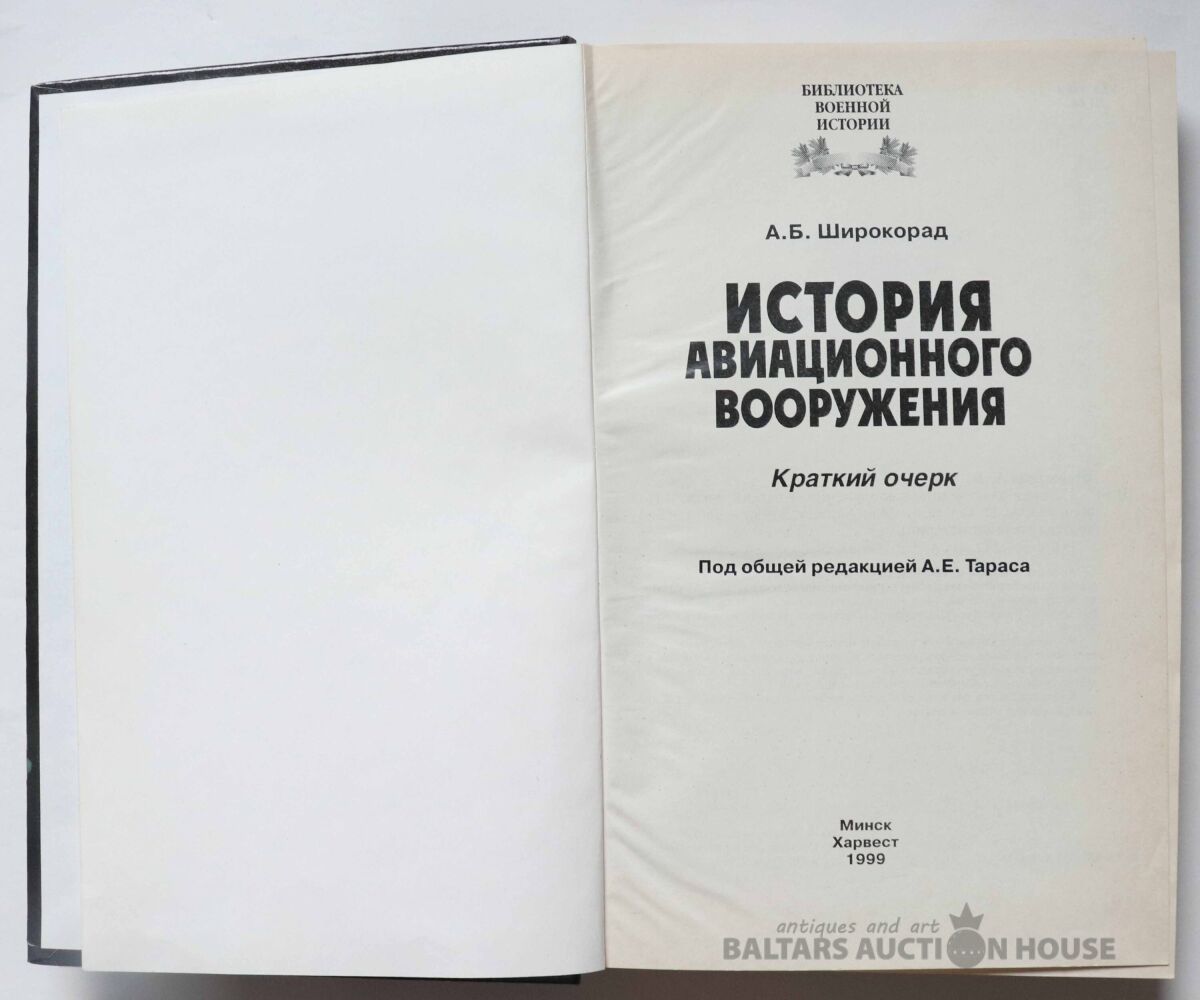 БИБЛИОТЕКА
ВОЕННОЙ
ИСТОРИИ
А.Б. Широкорад
ИСТОРИЯ
АВИАЦИОННОГО
ВООРУЖЕНИЯ
Краткий очерк
Под общей редакцией А.Е. Тараса
Минск
Харвест
1999
antiques and art
BALTARS AUCTION HOUSE